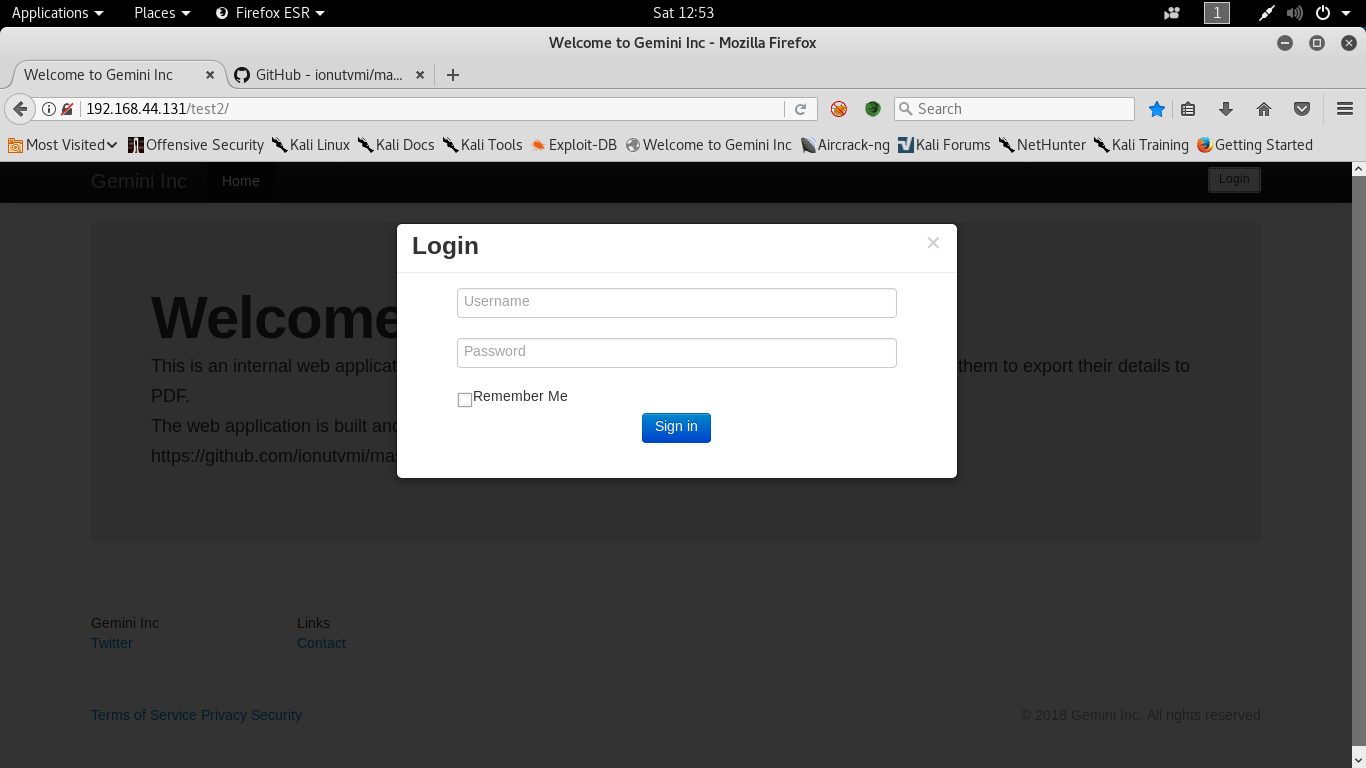 Applications Places Firefox ESR Sat 12:53 1
Welcome to Gemini Inc - Mozilla Firefox
Welcome to Gemini Inc GitHub - ionutvmi/ma...
192.168.44.131/test2/ Search
Most Visited Offensive Security Kali Linux Kali Docs Kali Tools Exploit-DB Welcome to Gemini Inc Aircrack-ng Kali Forums NetHunter Kali Training Getting Started
Gemini Inc Home Login
Login ×
Username
Password
Remember Me
Sign in
Welcome
This is an internal web applicat them to export their details to
PDF.
The web application is built and
https://github.com/ionutvmi/mas
Gemini Inc Links
Twitter Contact
Terms of Service Privacy Security © 2018 Gemini Inc. All rights reserved